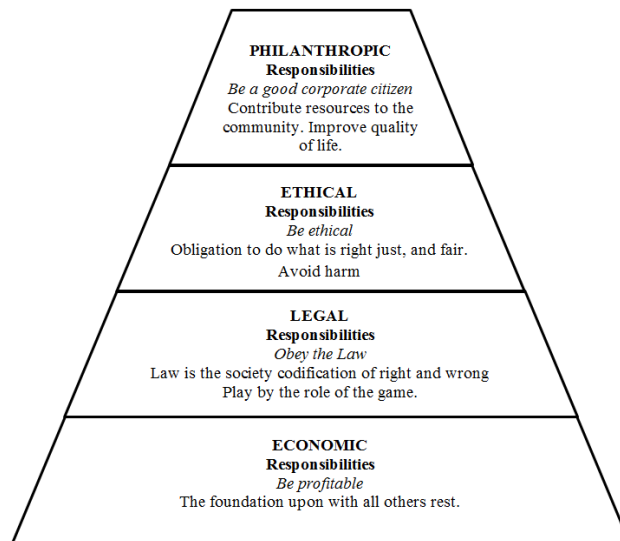 PHILANTHROPIC
Responsibilities
Be a good corporate citizen
Contribute resources to the
community. Improve quality
of life.
ETHICAL
Responsibilities
Be ethical
Obligation to do what is right just, and fair.
Avoid harm
LEGAL
Responsibilities
Obey the Law
Law is the society codification of right and wrong
Play by the role of the game.
ECONOMIC
Responsibilities
Be profitable
The foundation upon with all others rest.